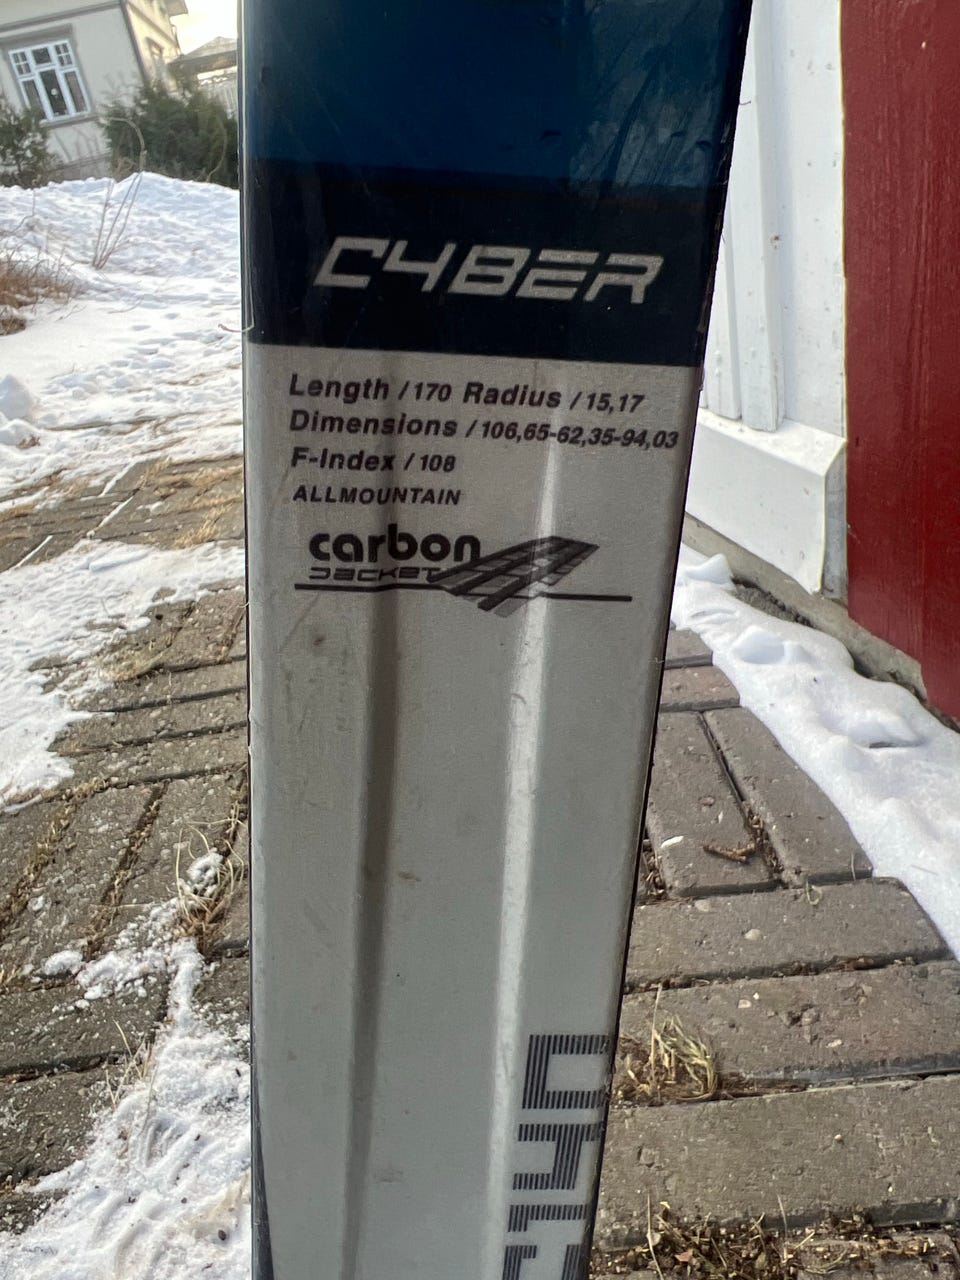 CYBER
Length / 170 Radius / 15,17
Dimensions / 106,65-62,35-94,03
F-Index / 108
ALLMOUNTAIN
carbon
JACKET